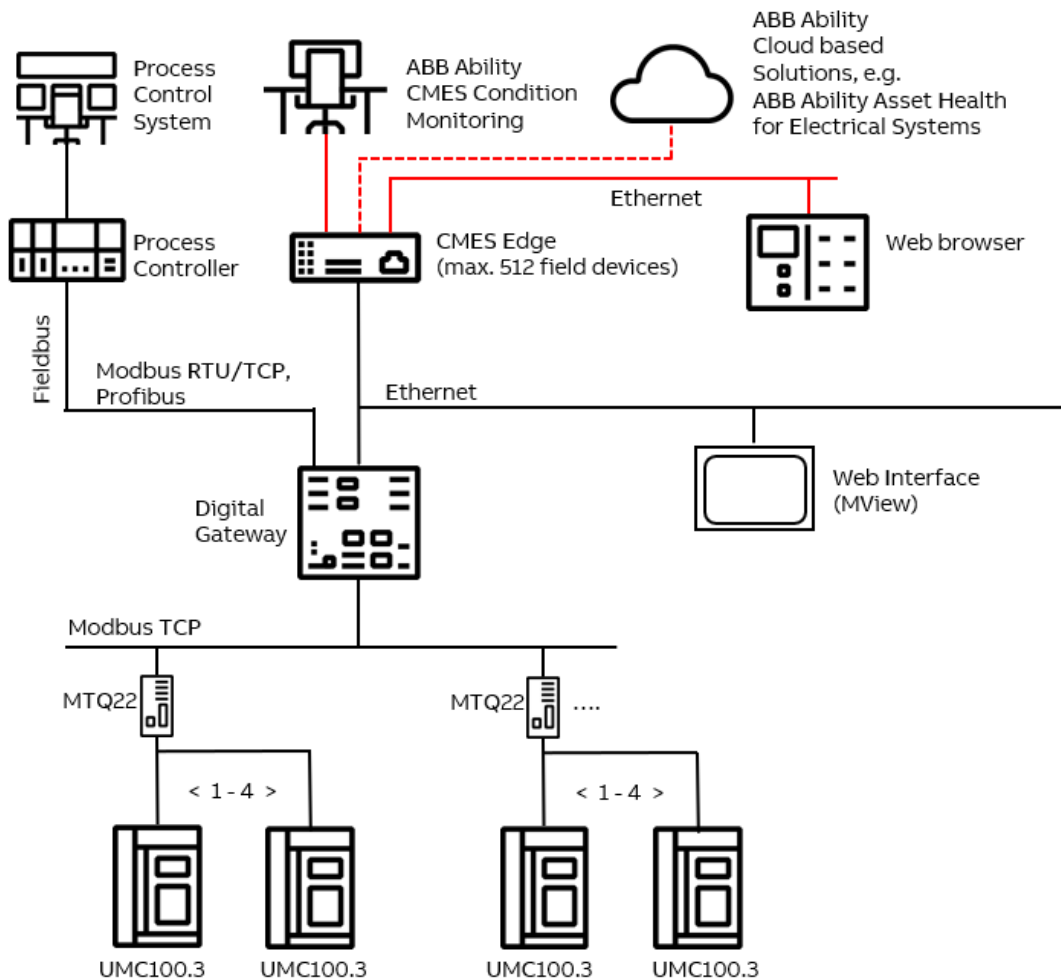 Process
Control
System
ABB Ability
CMES Condition
Monitoring
ABB Ability
Cloud based
Solutions, e.g.
ABB Ability Asset Health
for Electrical Systems
Ethernet
Process
Controller
CMES Edge
(max. 512 field devices)
Web browser
Fieldbus
Modbus RTU/TCP,
Profibus
Ethernet
Digital
Gateway
Web Interface
(MView)
Modbus TCP
MTQ22
MTQ22
....
< 1 - 4 >
< 1 - 4 >
UMC100.3
UMC100.3
UMC100.3
UMC100.3